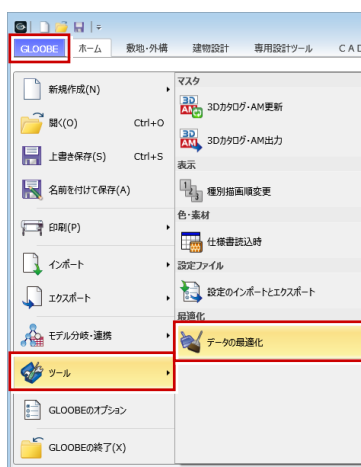 GLOOBE
ホーム
敷地・外構
建物設計
専用設計ツール
CAD
新規作成(N)
開く(O) Ctrl+O
上書き保存(S) Ctrl+S
名前を付けて保存(A)
印刷(P)
インポート
エクスポート
モデル分岐・連携
ツール
GLOOBEのオプション
GLOOBEの終了(X)
マスタ
3D AM 3Dカタログ・AM更新
3D AM 3Dカタログ・AM出力
表示
1 2 3 種別描画順変更
色・素材
仕様書読込時
設定ファイル
設定のインポートとエクスポート
最適化
データの最適化